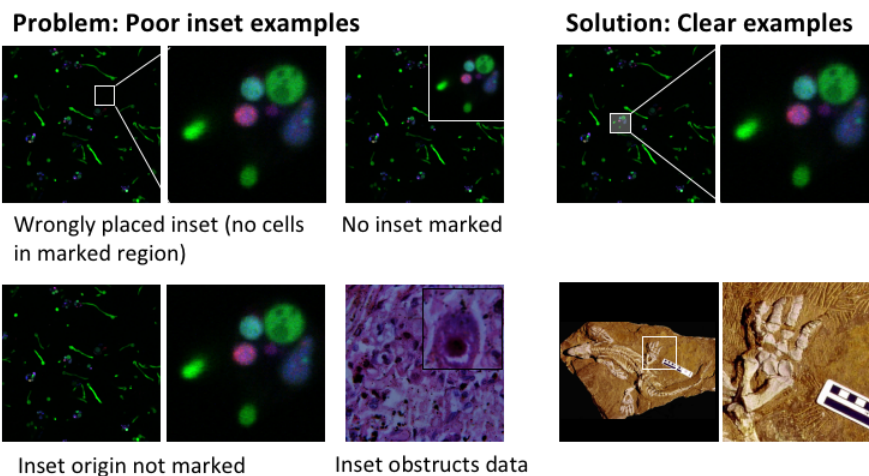 Problem: Poor inset examples
Solution: Clear examples
Wrongly placed inset (no cells
in marked region)
No inset marked
Inset origin not marked
Inset obstructs data